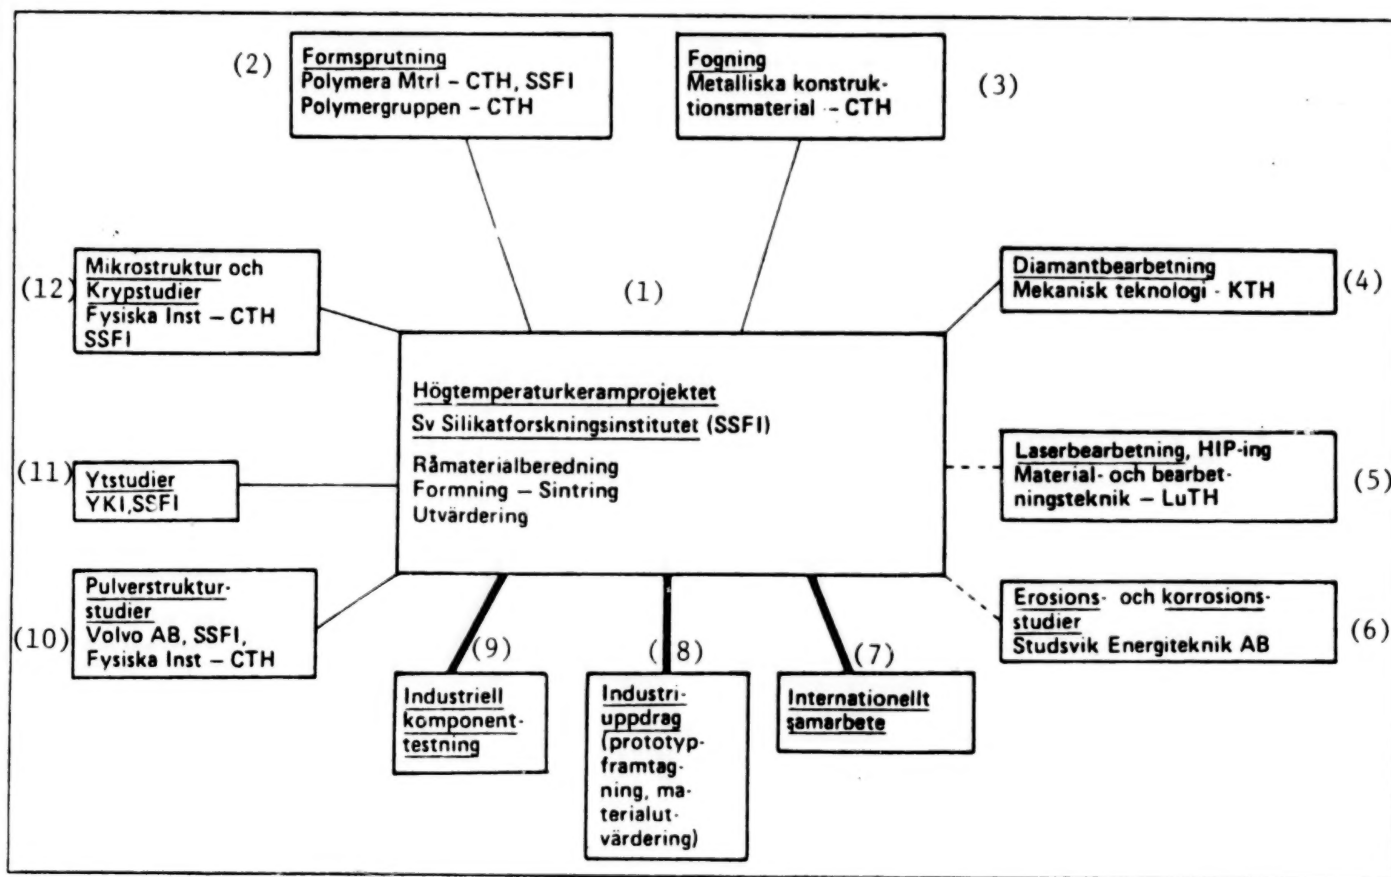 (2)
Formsprutning
Polymera Mtrl – CTH, SSFI
Polymergruppen – CTH
Fogning
Metalliska konstruk-
tionsmaterial - CTH
(3)
(12)
Mikrostruktur och
Krypstudier
Fysiska Inst – CTH
SSFI
(1)
Diamantbearbetning
Mekanisk teknologi - KTH
(4)
Högtemperaturkeramprojektet
Sv Silikatforskningsinstitutet (SSFI)
Råmaterialberedning
Formning – Sintring
Utvärdering
(11)
Ytstudier
YKI,SSFI
Laserbearbetning, HIP-ing
Material- och bearbet-
ningsteknik – LuTH
(5)
(10)
Pulverstruktur-
studier
Volvo AB, SSFI,
Fysiska Inst – CTH
Erosions- och korrosions-
studier
Studsvik Energiteknik AB
(6)
(9)
Industriell
komponent-
testning
(8)
Industri-
uppdrag
(prototyp-
framtag-
ning, ma-
terialut-
värdering)
(7)
Internationellt
samarbete